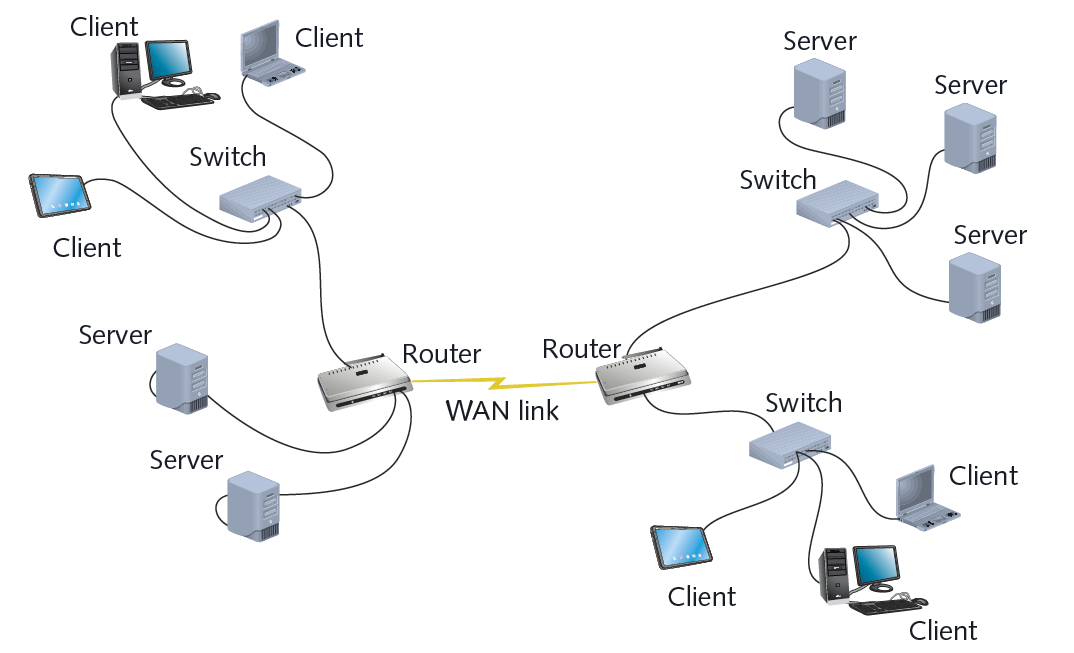 Client
Client
Switch
Client
Server
Server
Router
WAN link
Router
Server
Server
Switch
Server
Switch
Client
Client
Client